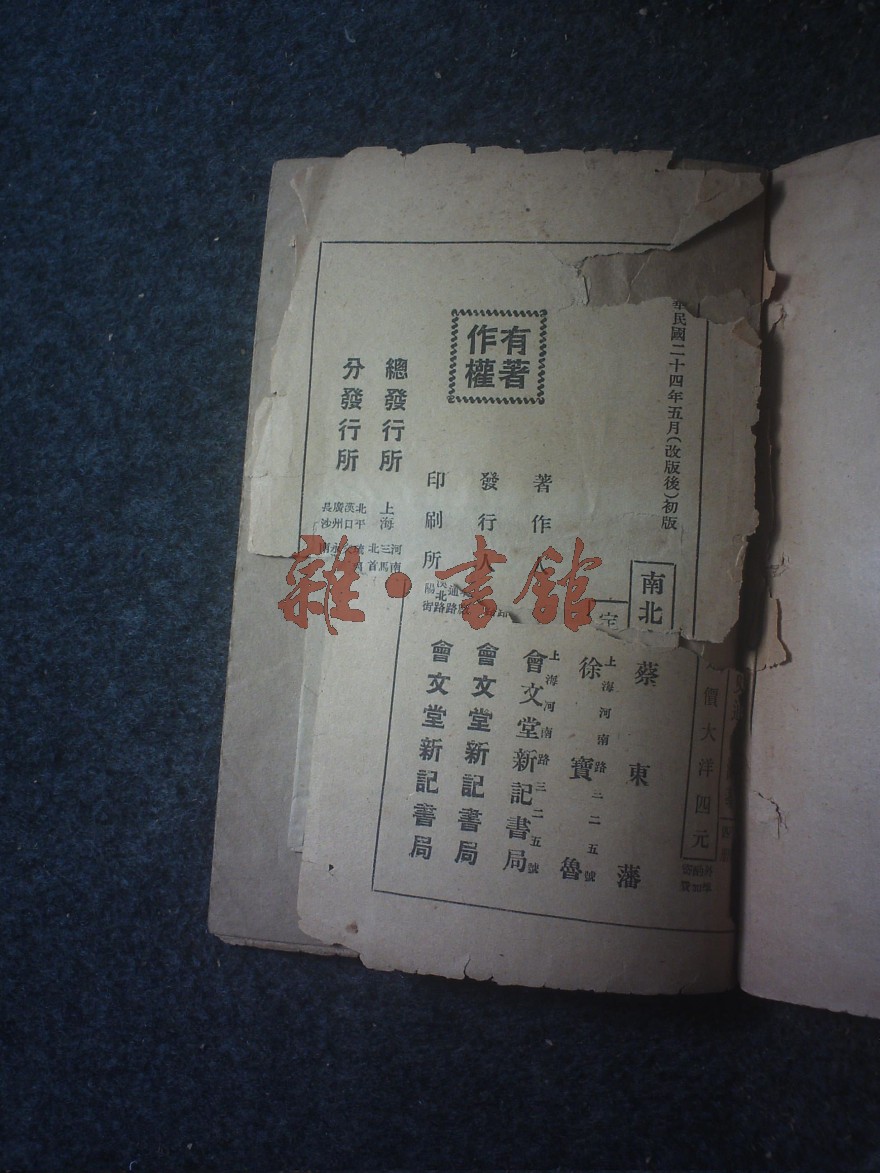 華民國二十四年五月(改版後)初版
南北
定
價大洋四元
有著
作權
著作人
發行人
印刷所
總發行所
分發行所
上海
北平
漢口
廣州
長沙
蔡東藩
上海河南路三二五號
徐寶魯
上海河南路三二五號
會文堂新記書局
會文堂新記書局
會文堂新記書局
雜·書館